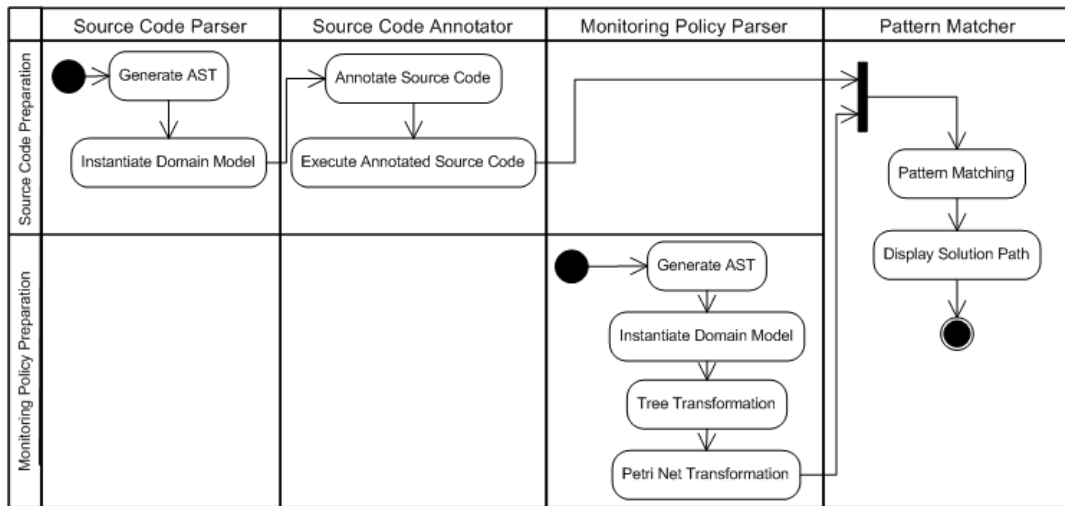 Source Code Parser
Source Code Annotator
Monitoring Policy Parser
Pattern Matcher
Source Code Preparation
Generate AST
Instantiate Domain Model
Annotate Source Code
Execute Annotated Source Code
Pattern Matching
Display Solution Path
Monitoring Policy Preparation
Generate AST
Instantiate Domain Model
Tree Transformation
Petri Net Transformation